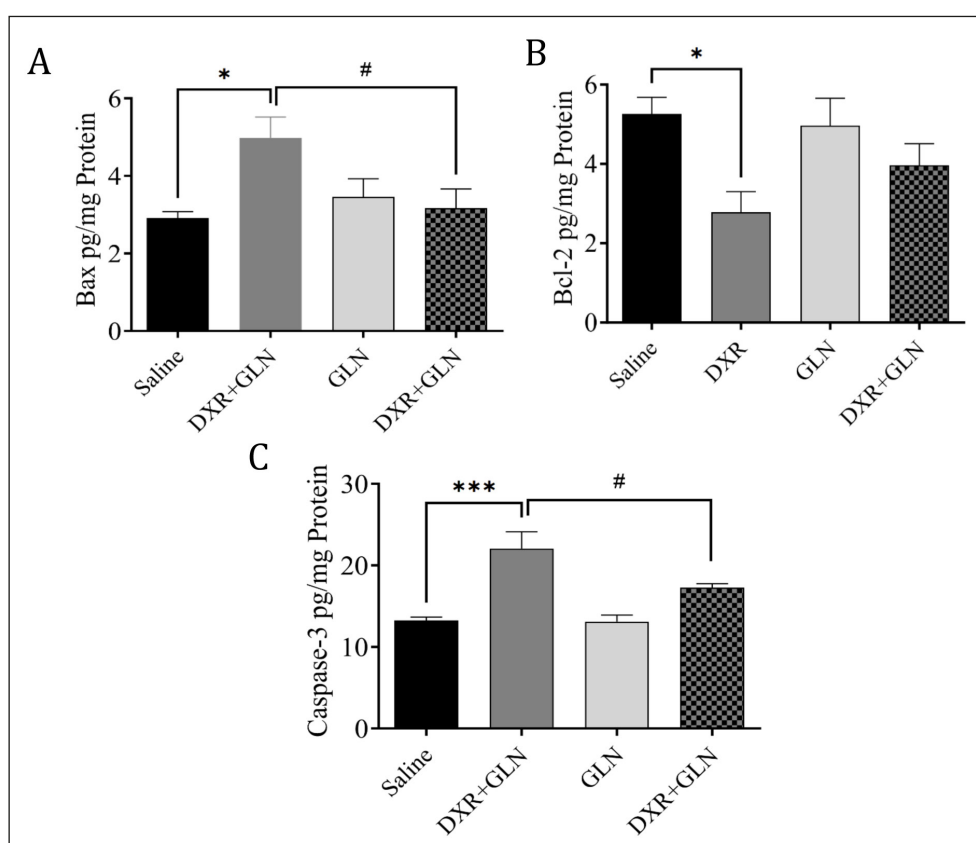 A
*
#
Bax pg/mg Protein
6
4
2
0
Saline
DXR+GLN
GLN
DXR+GLN
B
*
Bcl-2 pg/mg Protein
6
4
2
0
Saline
DXR
GLN
DXR+GLN
C
***
#
Caspase-3 pg/mg Protein
30
20
10
0
Saline
DXR+GLN
GLN
DXR+GLN